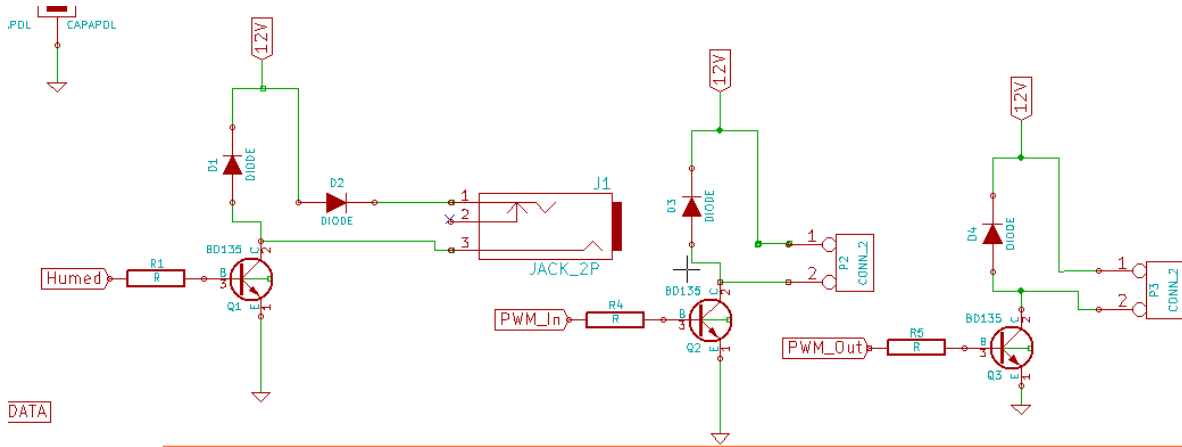 .PDL
CAPAPDL
12V
D1
DIODE
D2
DIODE
1
2
3
J1
JACK_2P
BD135
C
2
B
3
E
1
Q1
Humed
R1
R
12V
D3
DIODE
1
2
P2
CONN_2
BD135
C
2
B
3
E
1
Q2
PWM_In
R4
R
12V
D4
DIODE
1
2
P3
CONN_2
BD135
C
2
B
3
E
1
Q3
PWM_Out
R5
R
DATA